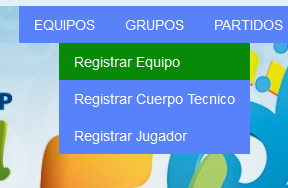 EQUIPOS GRUPOS PARTIDOS
Registrar Equipo
Registrar Cuerpo Tecnico
Registrar Jugador